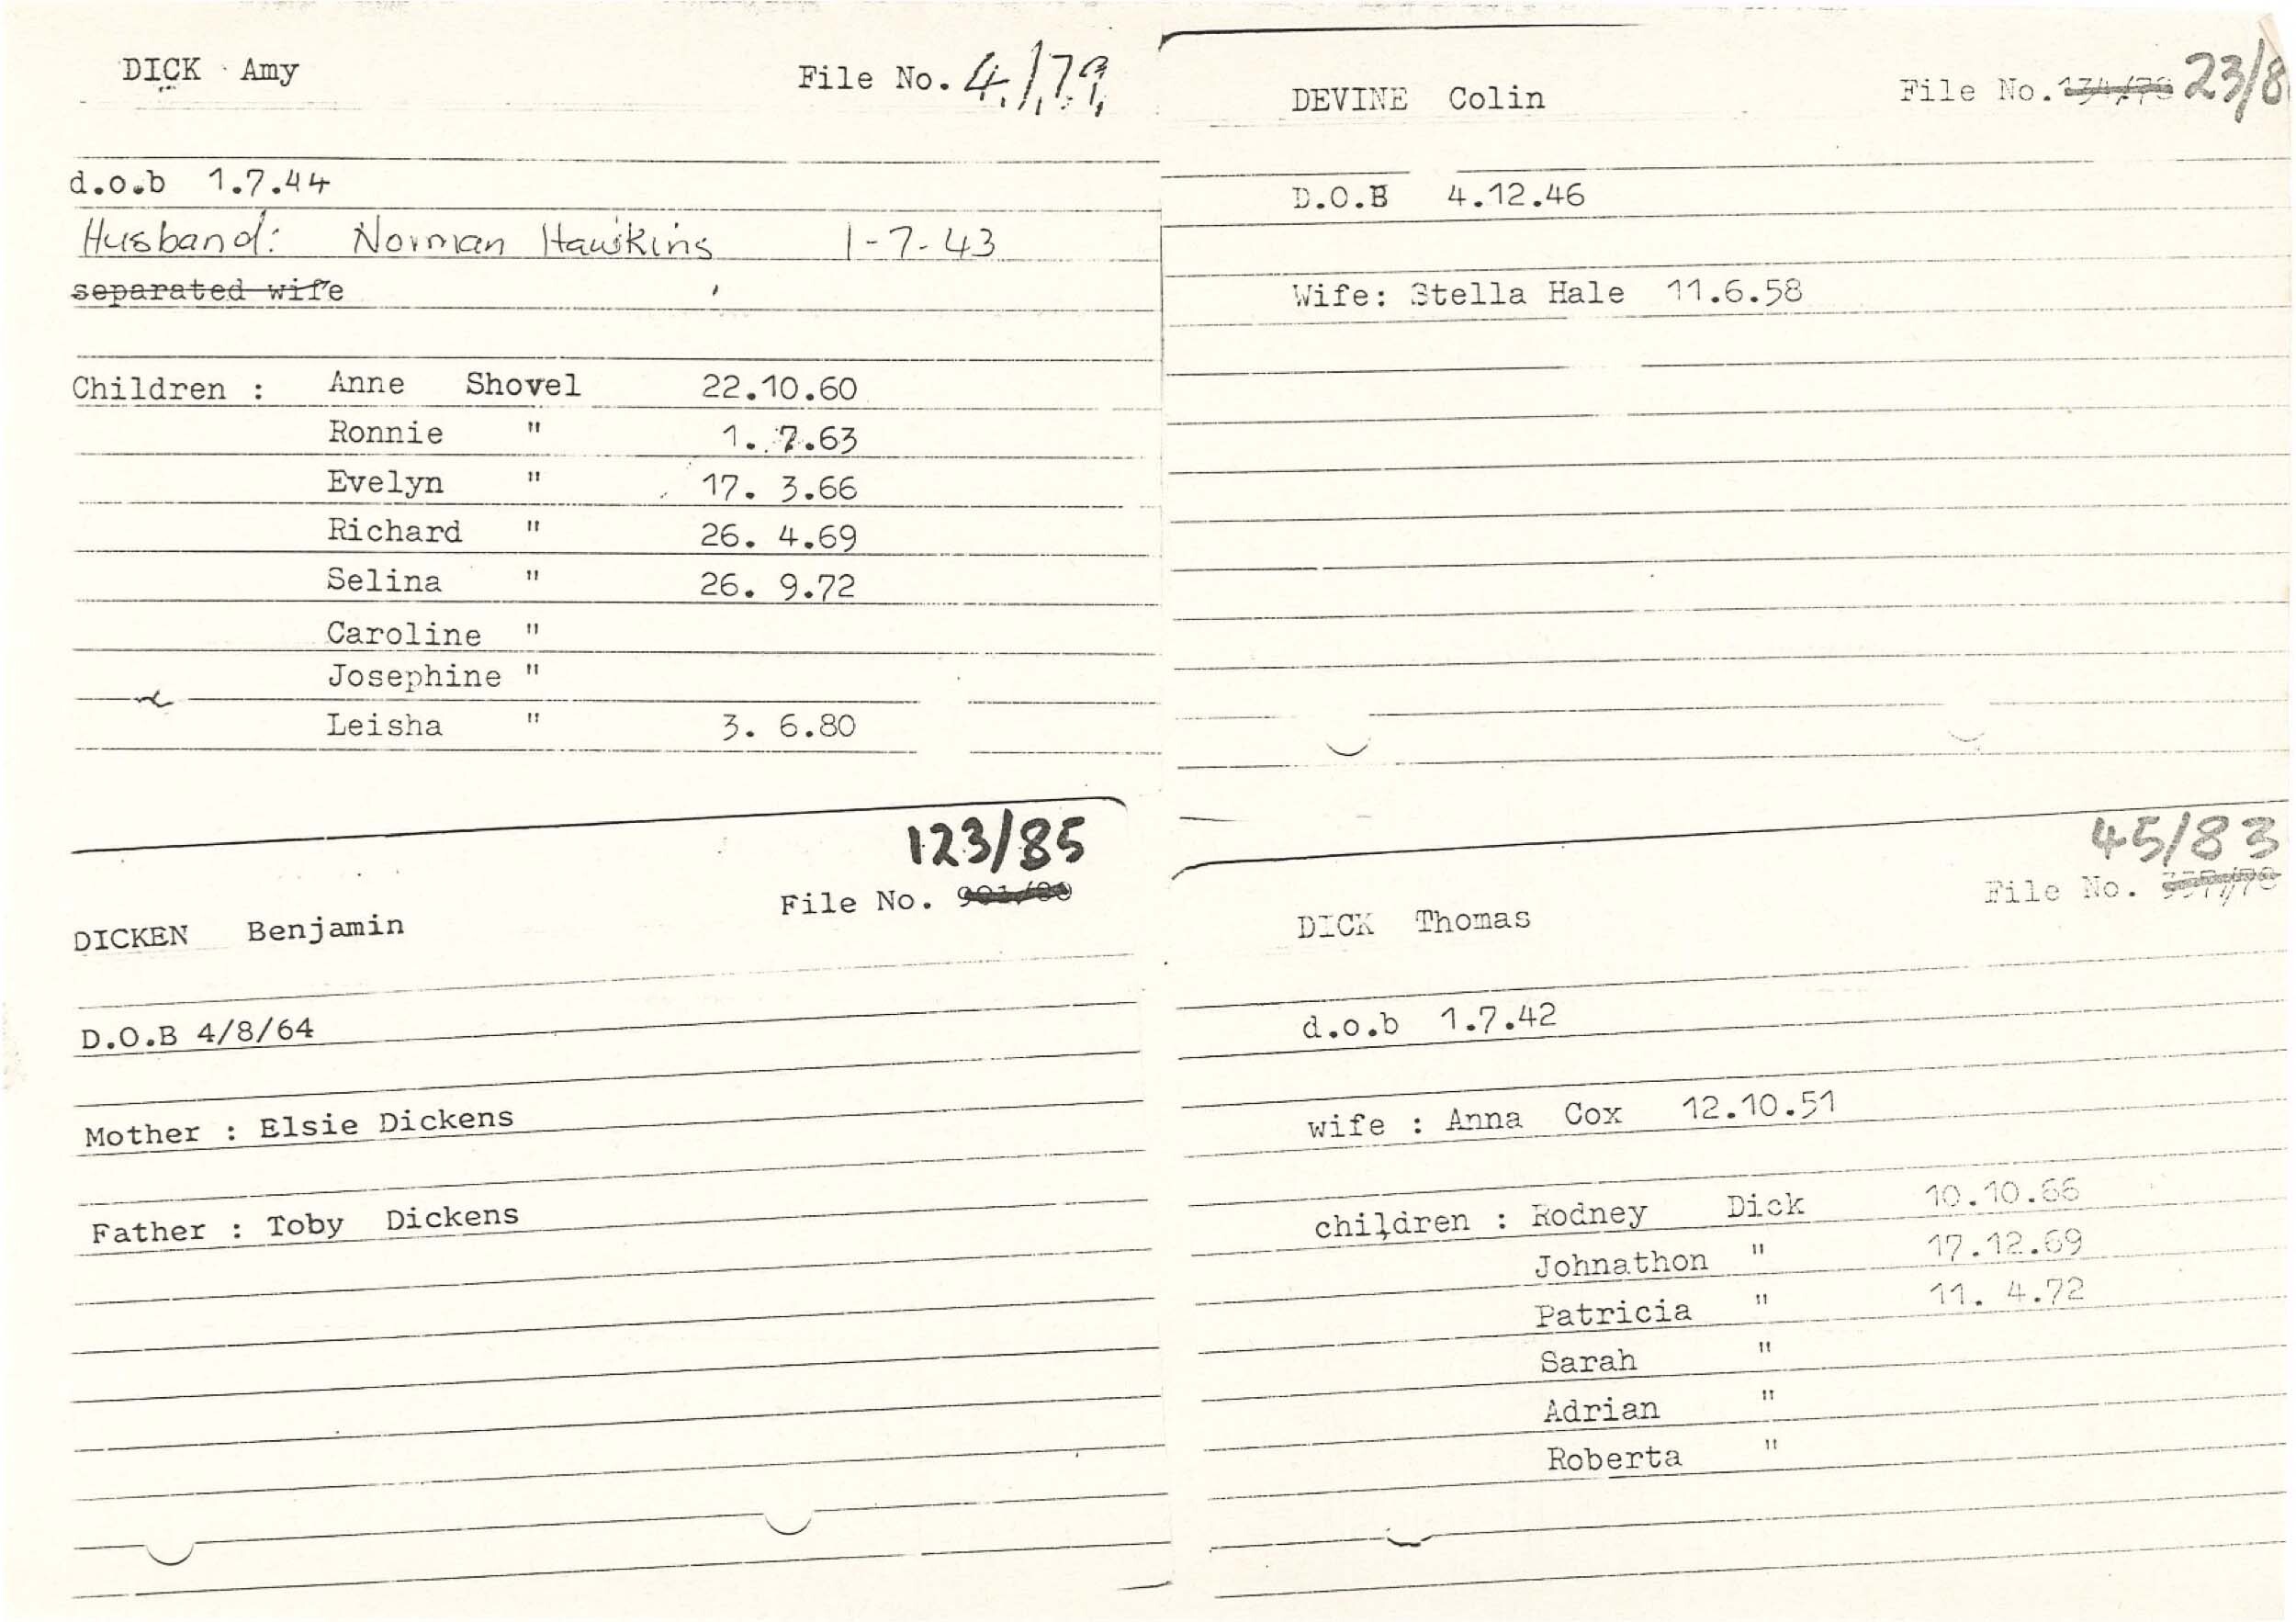 DICK Amy File No. 4/79
d.o.b 1.7.44
Husband: Norman Hawkins 1-7-43
separated wife
Children : Anne Shovel 22.10.60
Ronnie " 1. 7.63
Evelyn " 17. 3.66
Richard " 26. 4.69
Selina " 26. 9.72
Caroline "
Josephine "
Leisha " 3. 6.80
DEVINE Colin File No. 23/8
D.O.B 4.12.46
Wife: Stella Hale 11.6.58
123/85
File No.
DICKEN Benjamin
D.O.B 4/8/64
Mother : Elsie Dickens
Father : Toby Dickens
45/83
File No.
DICK Thomas
d.o.b 1.7.42
wife : Anna Cox 12.10.51
children : Rodney Dick 10.10.66
Johnathon " 17.12.69
Patricia " 11. 4.72
Sarah "
Adrian "
Roberta "